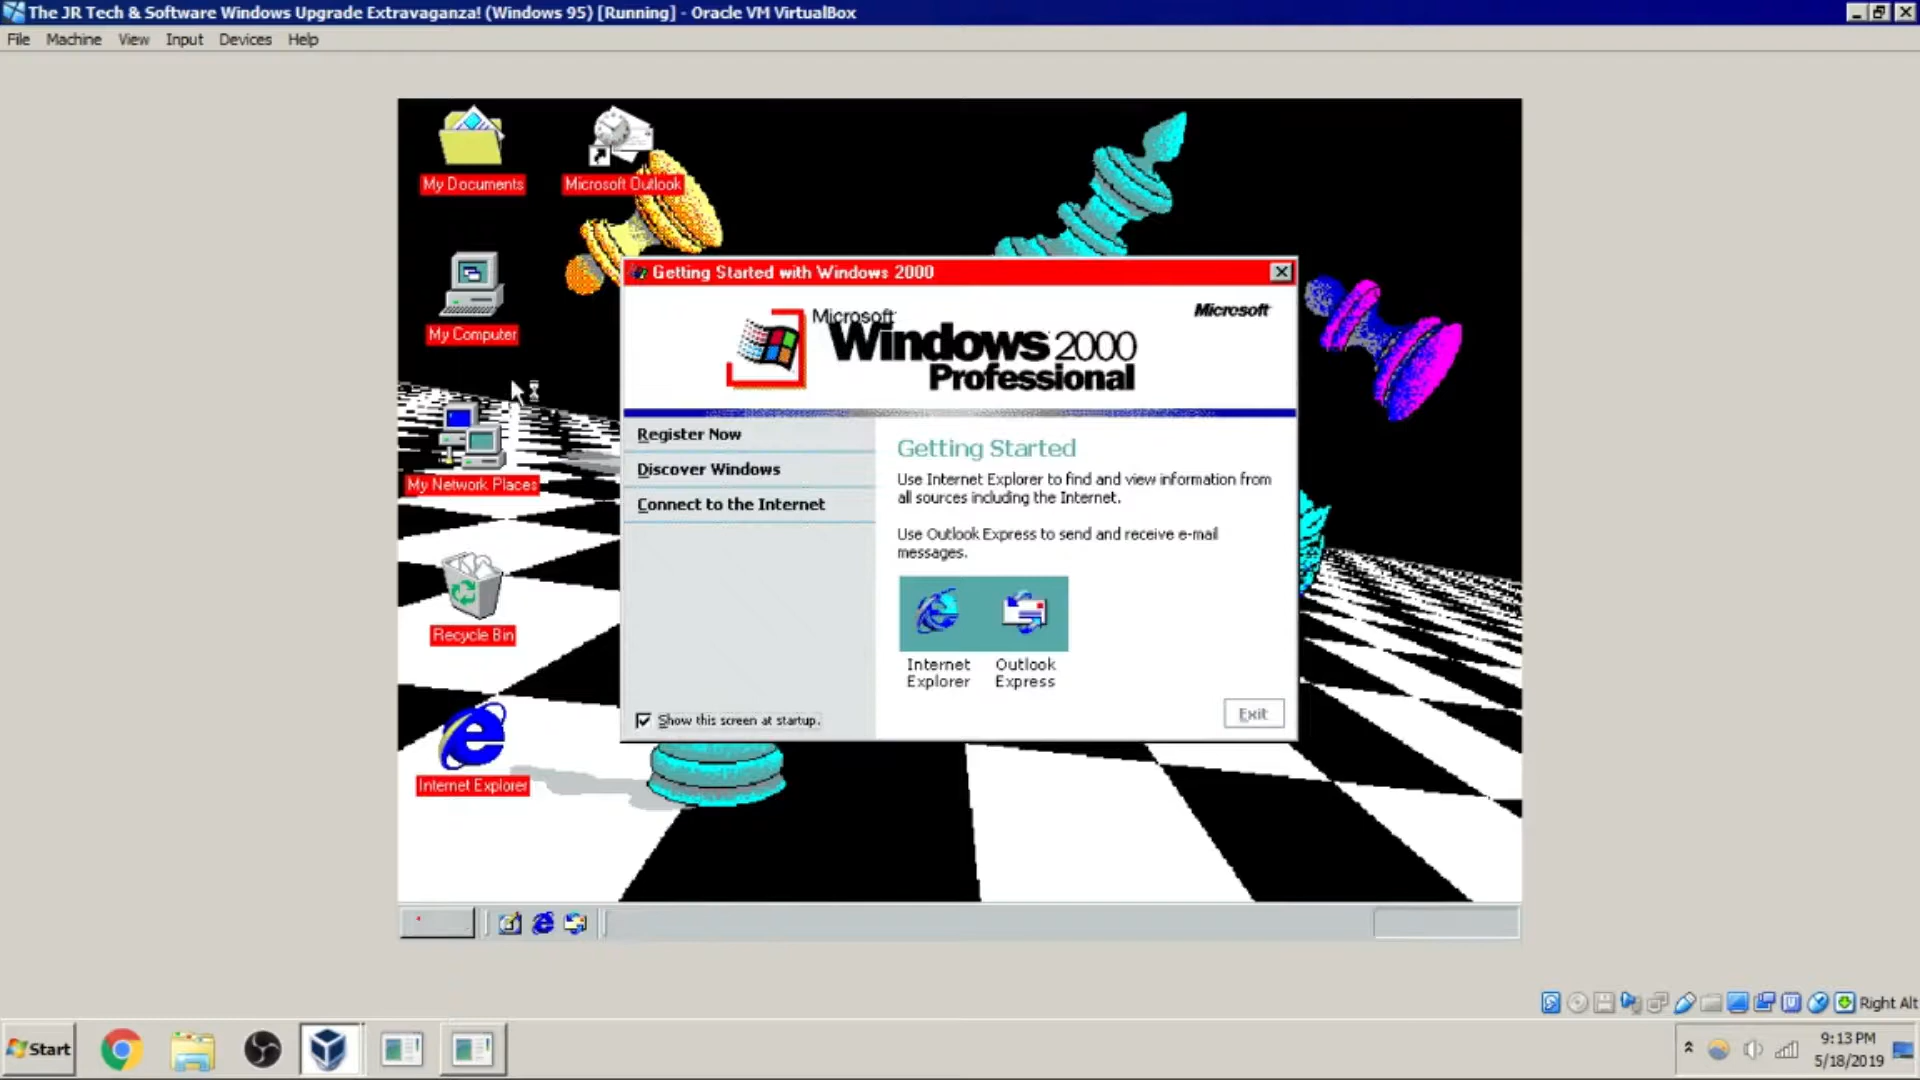 The JR Tech & Software Windows Upgrade Extravaganza! (Windows 95) [Running] - Oracle VM VirtualBox
File Machine View Input Devices Help
My Documents
Microsoft Outlook
My Computer
My Network Places
Recycle Bin
Internet Explorer
Getting Started with Windows 2000
Microsoft
Microsoft
Windows 2000
Professional
Register Now
Discover Windows
Connect to the Internet
Getting Started
Use Internet Explorer to find and view information from
all sources including the Internet.
Use Outlook Express to send and receive e-mail
messages.
Internet
Explorer
Outlook
Express
Show this screen at startup.
Exit
Right Alt
Start
9:13 PM
5/18/2019